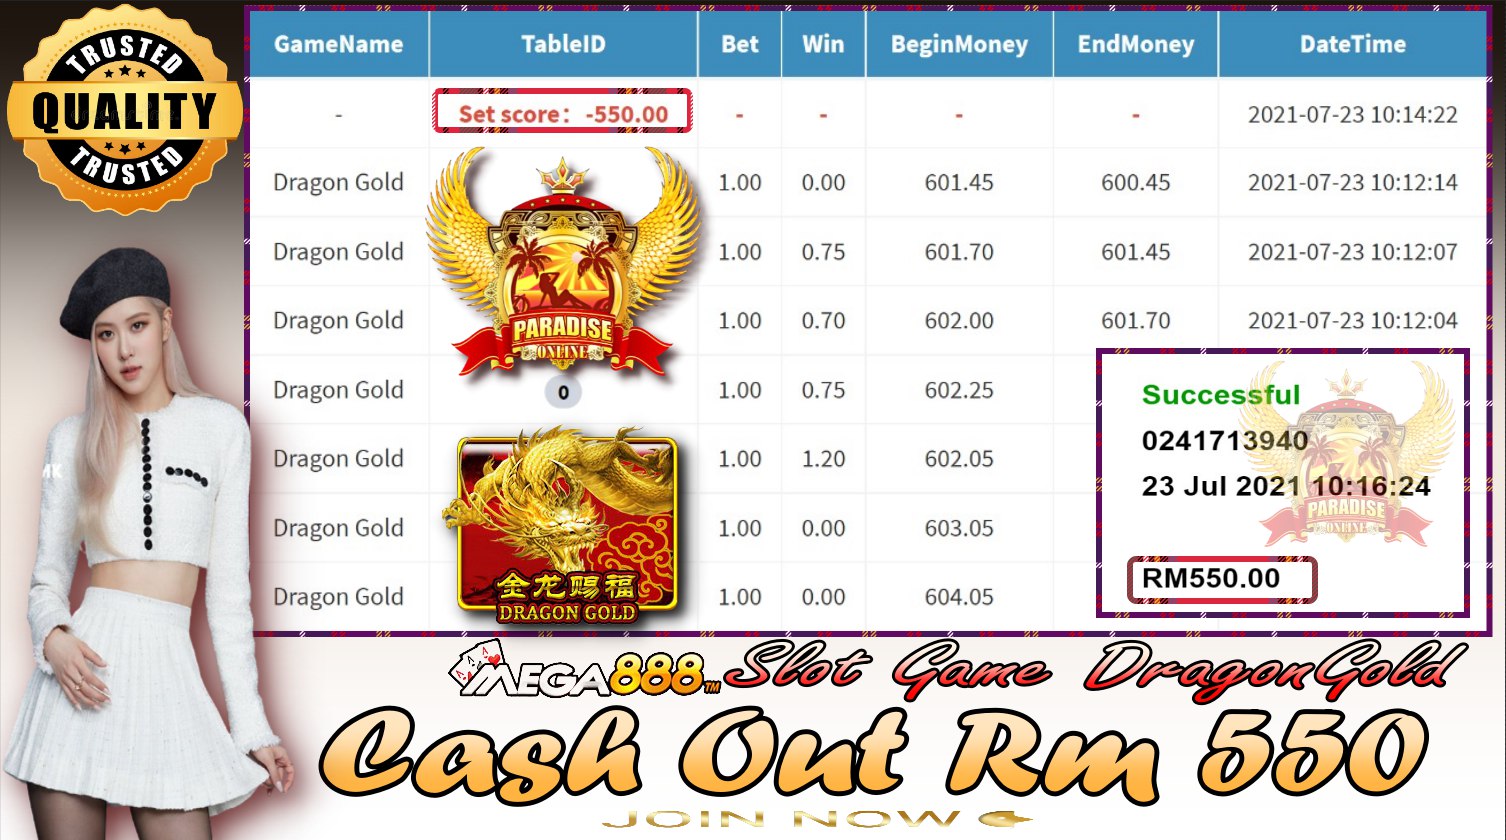 TRUSTED
QUALITY
TRUSTED
GameName TableID Bet Win BeginMoney EndMoney DateTime
- Set score: -550.00 - - - - 2021-07-23 10:14:22
Dragon Gold 1.00 0.00 601.45 600.45 2021-07-23 10:12:14
Dragon Gold 1.00 0.75 601.70 601.45 2021-07-23 10:12:07
Dragon Gold 1.00 0.70 602.00 601.70 2021-07-23 10:12:04
PARADISE
ONLINE
Dragon Gold 0 1.00 0.75 602.25
Dragon Gold 1.00 1.20 602.05
Dragon Gold 1.00 0.00 603.05
Dragon Gold 1.00 0.00 604.05
金龙赐福
DRAGON GOLD
Successful
0241713940
23 Jul 2021 10:16:24
PARADISE
ONLINE
RM550.00
MEGA888™ Slot Game DragonGold
Cash Out Rm 550
JOIN NOW